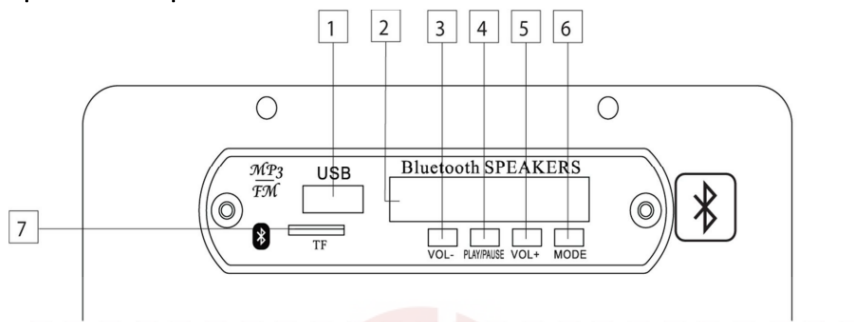 1 2 3 4 5 6
MP3
FM
USB
Bluetooth SPEAKERS
7
TF
VOL- PLAY/PAUSE VOL+ MODE